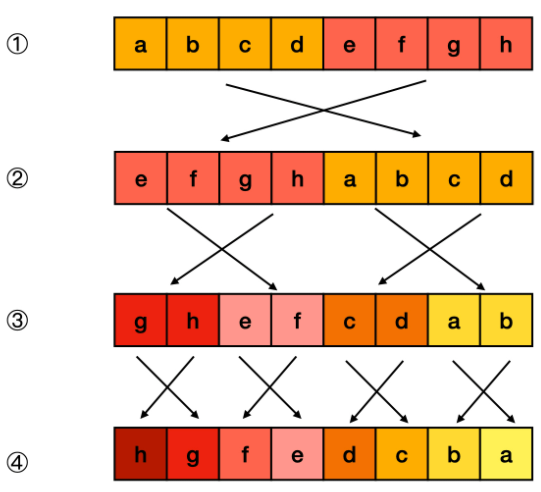 ① a b c d e f g h
② e f g h a b c d
③ g h e f c d a b
④ h g f e d c b a